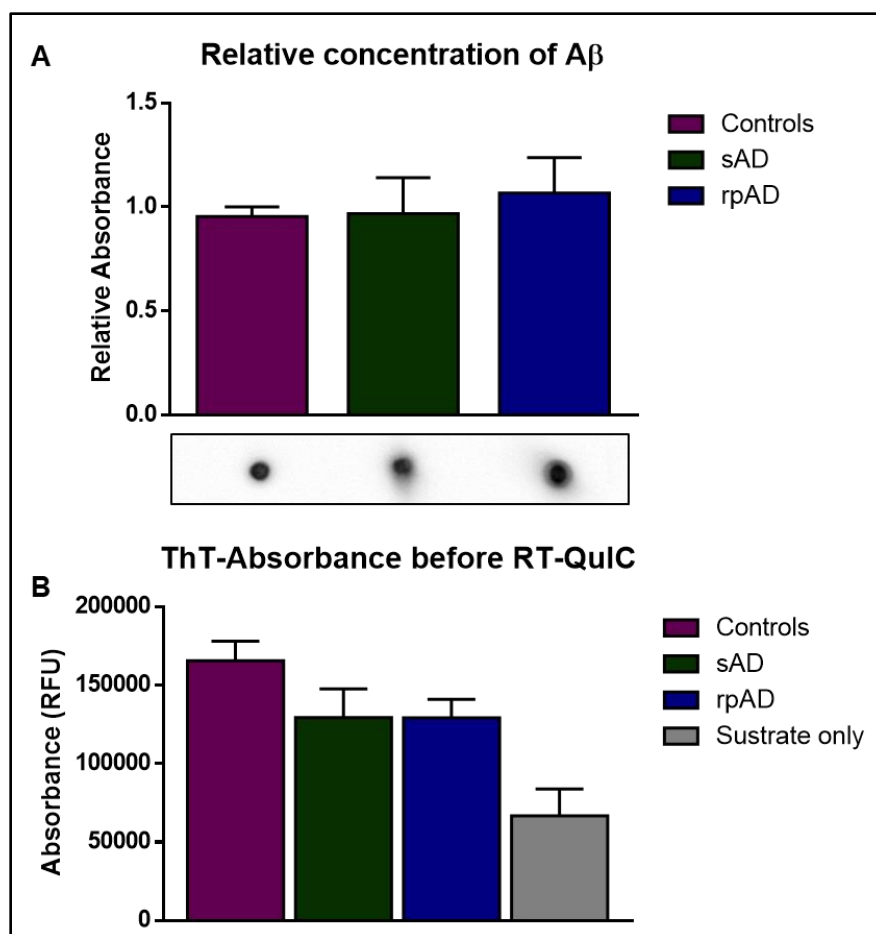 A
Relative concentration of Aβ
Relative Absorbance
1.5
1.0
0.5
0.0
Controls
sAD
rpAD
ThT-Absorbance before RT-QuIC
B
Absorbance (RFU)
200000
150000
100000
50000
0
Controls
sAD
rpAD
Sustrate only